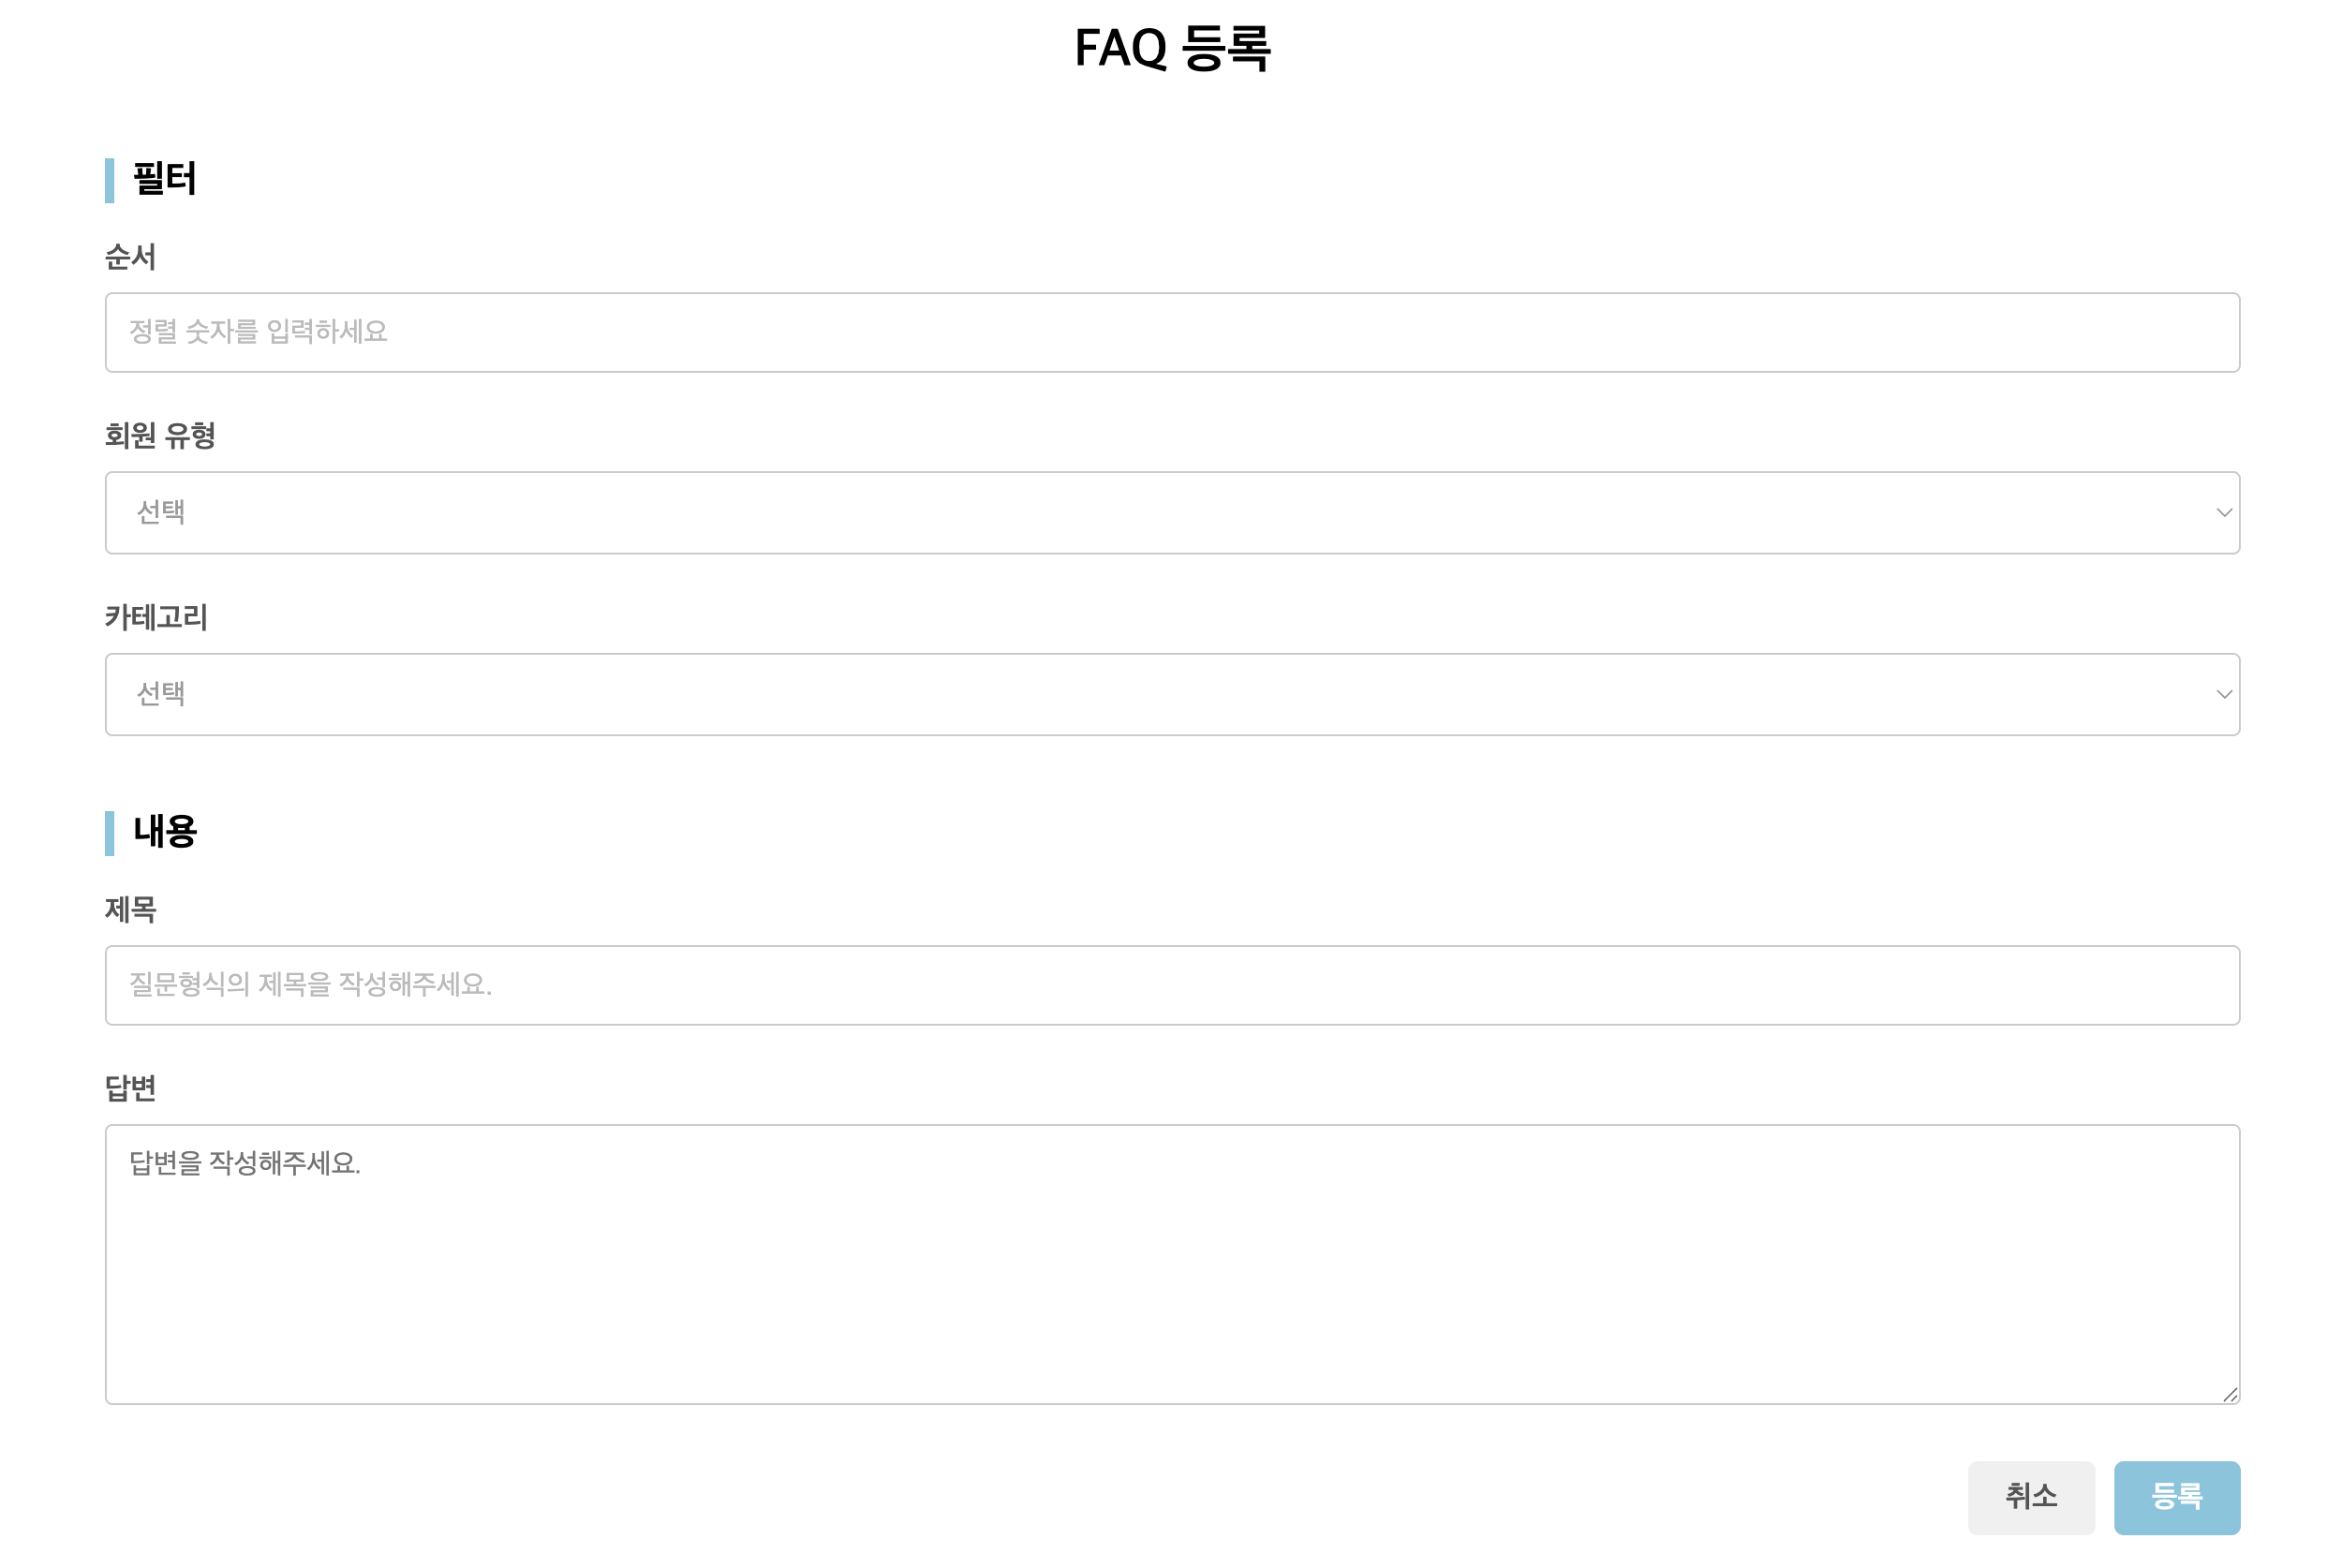 FAQ 등록
필터
순서
정렬 숫자를 입력하세요
회원 유형
선택
카테고리
선택
내용
제목
질문형식의 제목을 작성해주세요.
답변
답변을 작성해주세요.
취소 등록